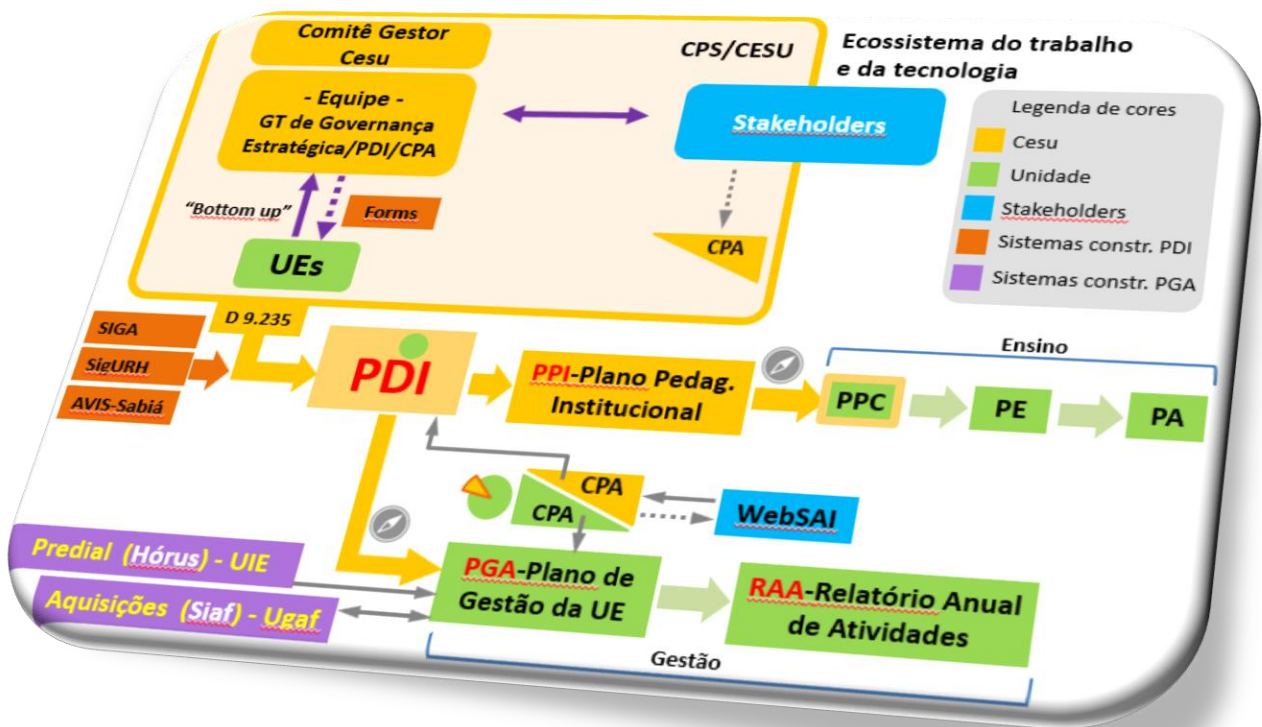 Comitê Gestor
Cesu
CPS/CESU
Ecossistema do trabalho
e da tecnologia
- Equipe -
GT de Governança
Estratégica/PDI/CPA
Stakeholders
Legenda de cores
Cesu
Unidade
Stakeholders
Sistemas constr. PDI
Sistemas constr. PGA
"Bottom up"
Forms
CPA
UEs
D 9.235
SIGA
SigURH
AVIS-Sabiá
PDI
PPI-Plano Pedag.
Institucional
Ensino
PPC
PE
PA
CPA
CPA
WebSAI
Predial (Hórus) - UIE
Aquisições (Siaf) - Ugaf
PGA-Plano de
Gestão da UE
RAA-Relatório Anual
de Atividades
Gestão